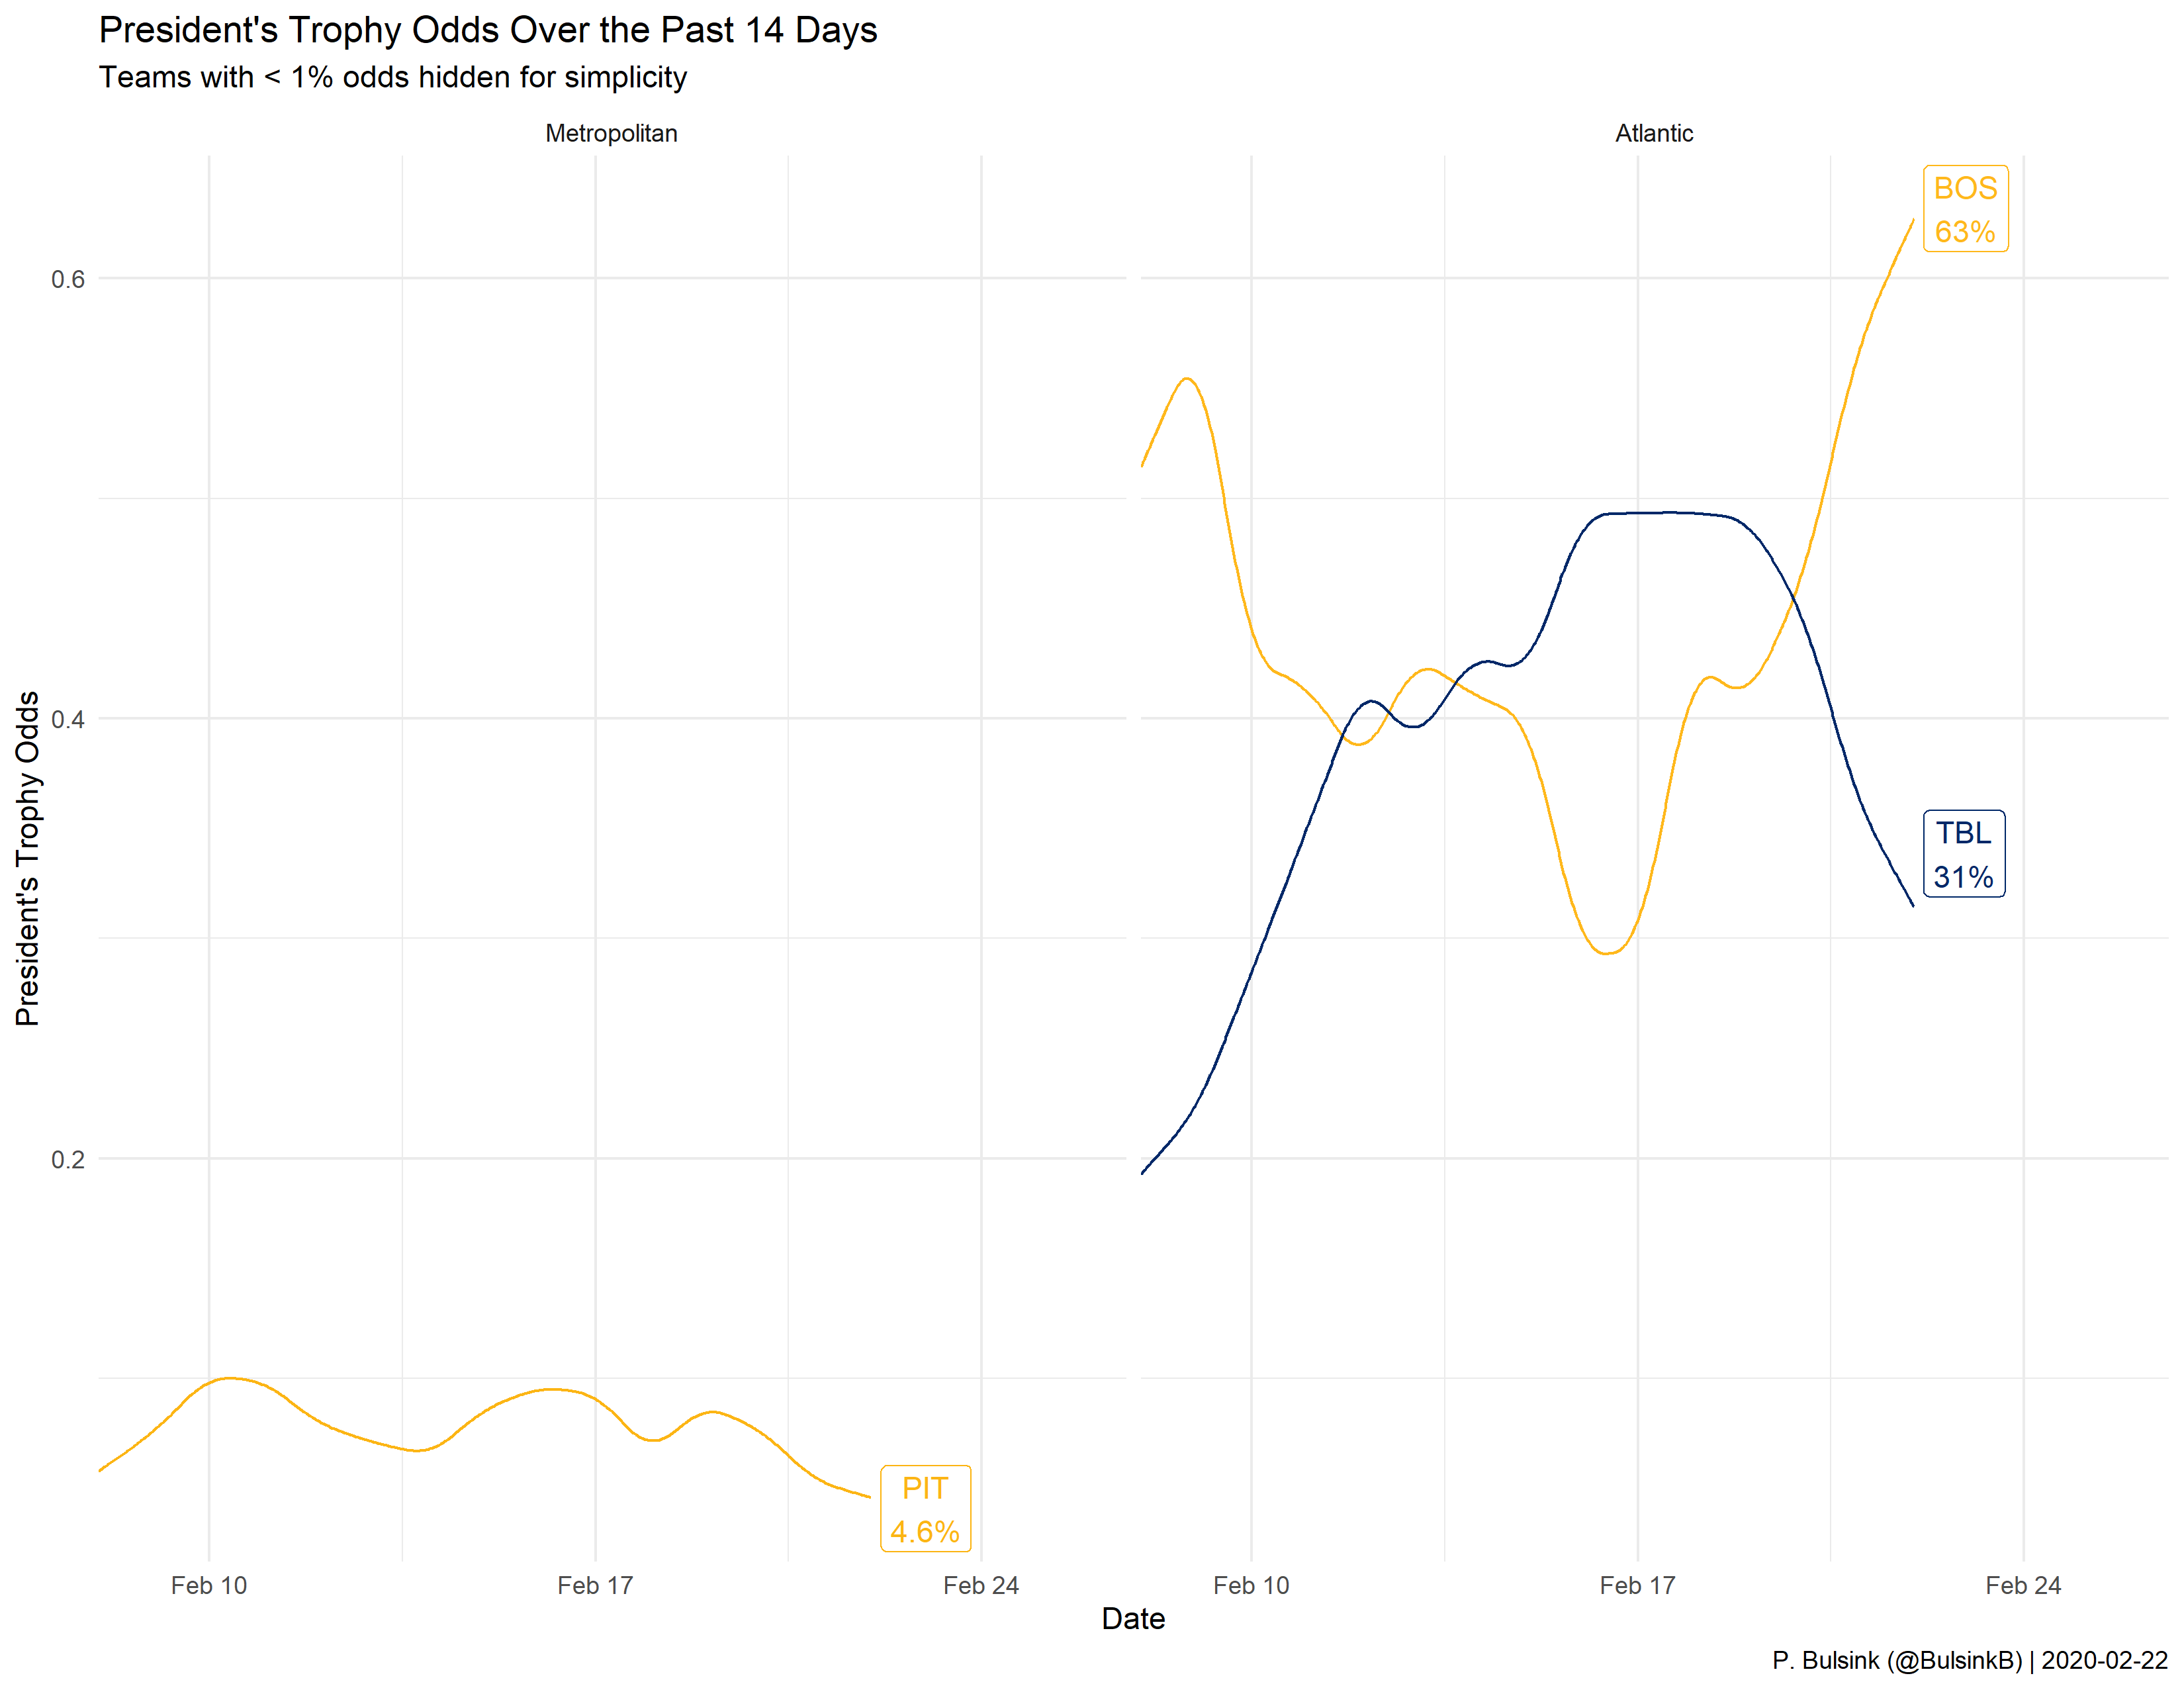 President's Trophy Odds Over the Past 14 Days
Teams with < 1% odds hidden for simplicity
Metropolitan
Atlantic
BOS
63%
0.6
0.4
TBL
31%
President's Trophy Odds
0.2
PIT
4.6%
Feb 10
Feb 17
Feb 24
Feb 10
Feb 17
Feb 24
Date
P. Bulsink (@BulsinkB) | 2020-02-22